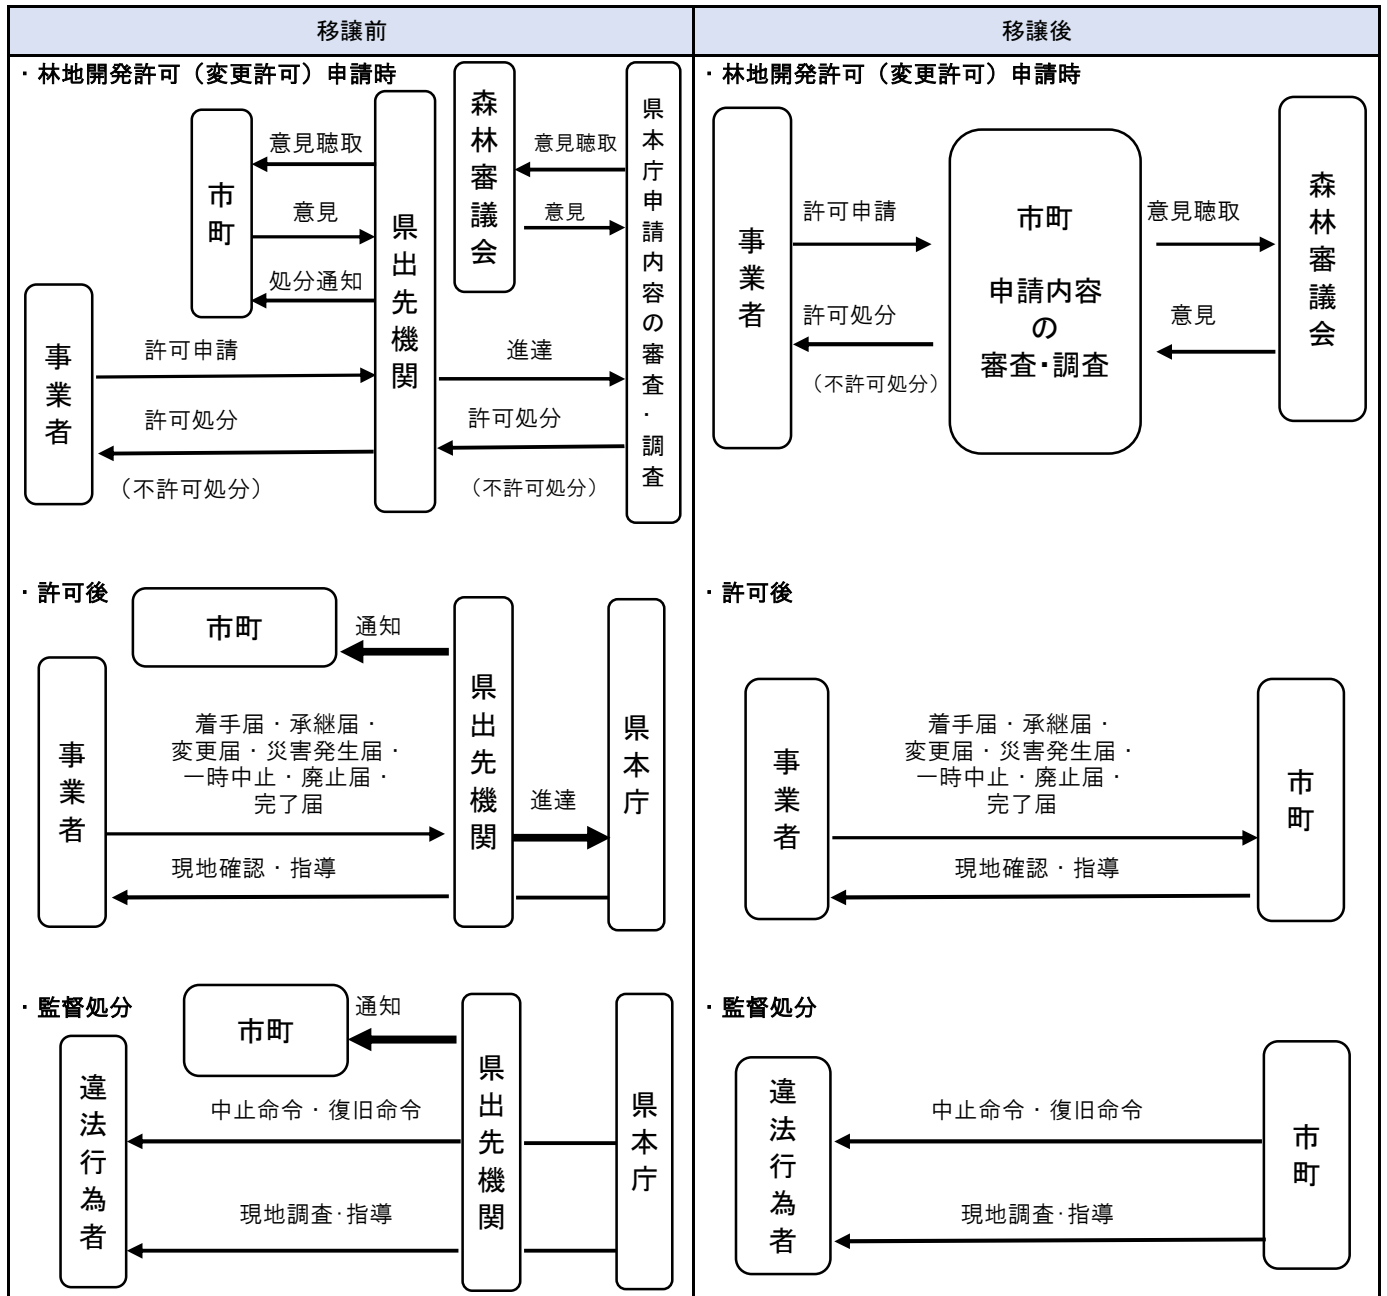 移譲前
・林地開発許可（変更許可）申請時
市町
意見聴取
意見
処分通知
県出先機関
森林審議会
意見聴取
意見
県本庁申請内容の審査・調査
事業者
許可申請
許可処分
（不許可処分）
進達
許可処分
（不許可処分）
・許可後
市町
通知
事業者
着手届・承継届・
変更届・災害発生届・
一時中止・廃止届・
完了届
現地確認・指導
県出先機関
進達
県本庁
・監督処分
市町
通知
違法行為者
中止命令・復旧命令
現地調査・指導
県出先機関
県本庁
移譲後
・林地開発許可（変更許可）申請時
事業者
許可申請
許可処分
（不許可処分）
市町
申請内容
の
審査・調査
意見聴取
意見
森林審議会
・許可後
事業者
着手届・承継届・
変更届・災害発生届・
一時中止・廃止届・
完了届
現地確認・指導
市町
・監督処分
違法行為者
中止命令・復旧命令
現地調査・指導
市町